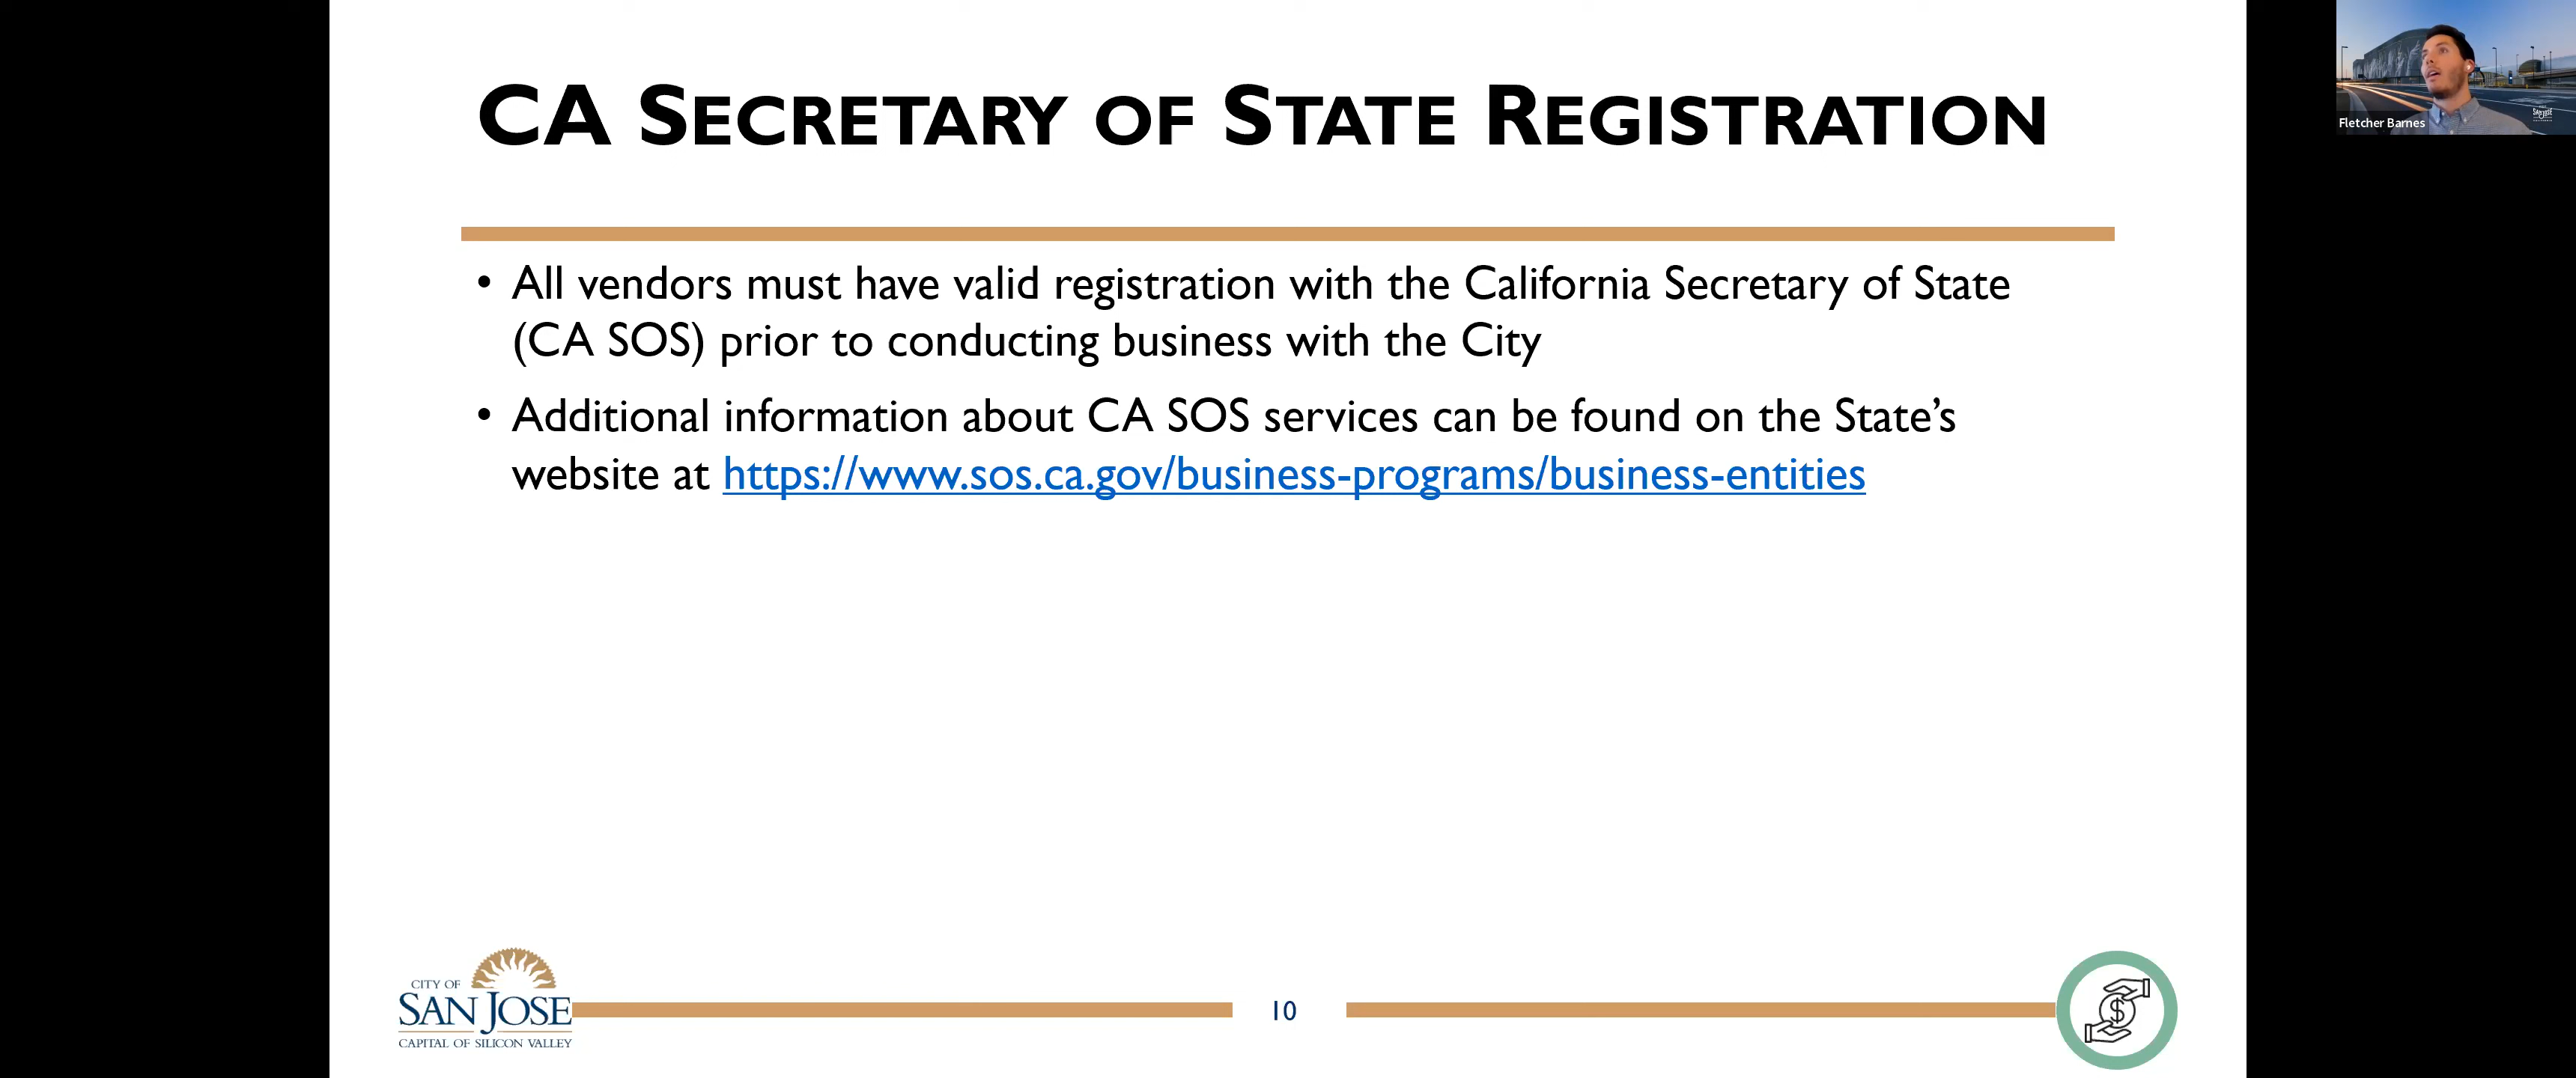 CA SECRETARY OF STATE REGISTRATION
• All vendors must have valid registration with the California Secretary of State
(CA SOS) prior to conducting business with the City
• Additional information about CA SOS services can be found on the State’s
website at https://www.sos.ca.gov/business-programs/business-entities
CITY OF
SAN JOSE
CAPITAL OF SILICON VALLEY
10
$
Fletcher Barnes
SAN JOSE